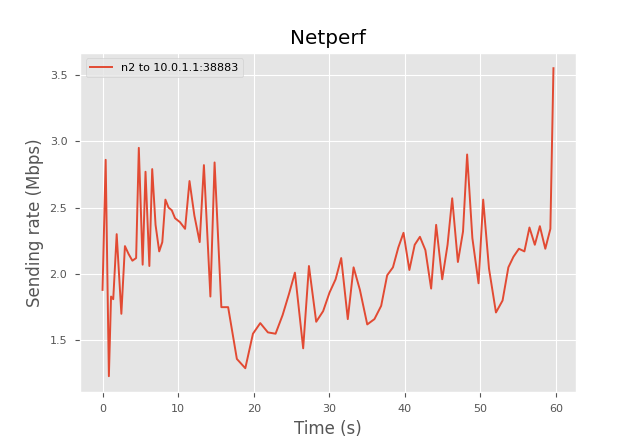 Netperf
n2 to 10.0.1.1:38883
Sending rate (Mbps)
3.5
3.0
2.5
2.0
1.5
0 10 20 30 40 50 60
Time (s)